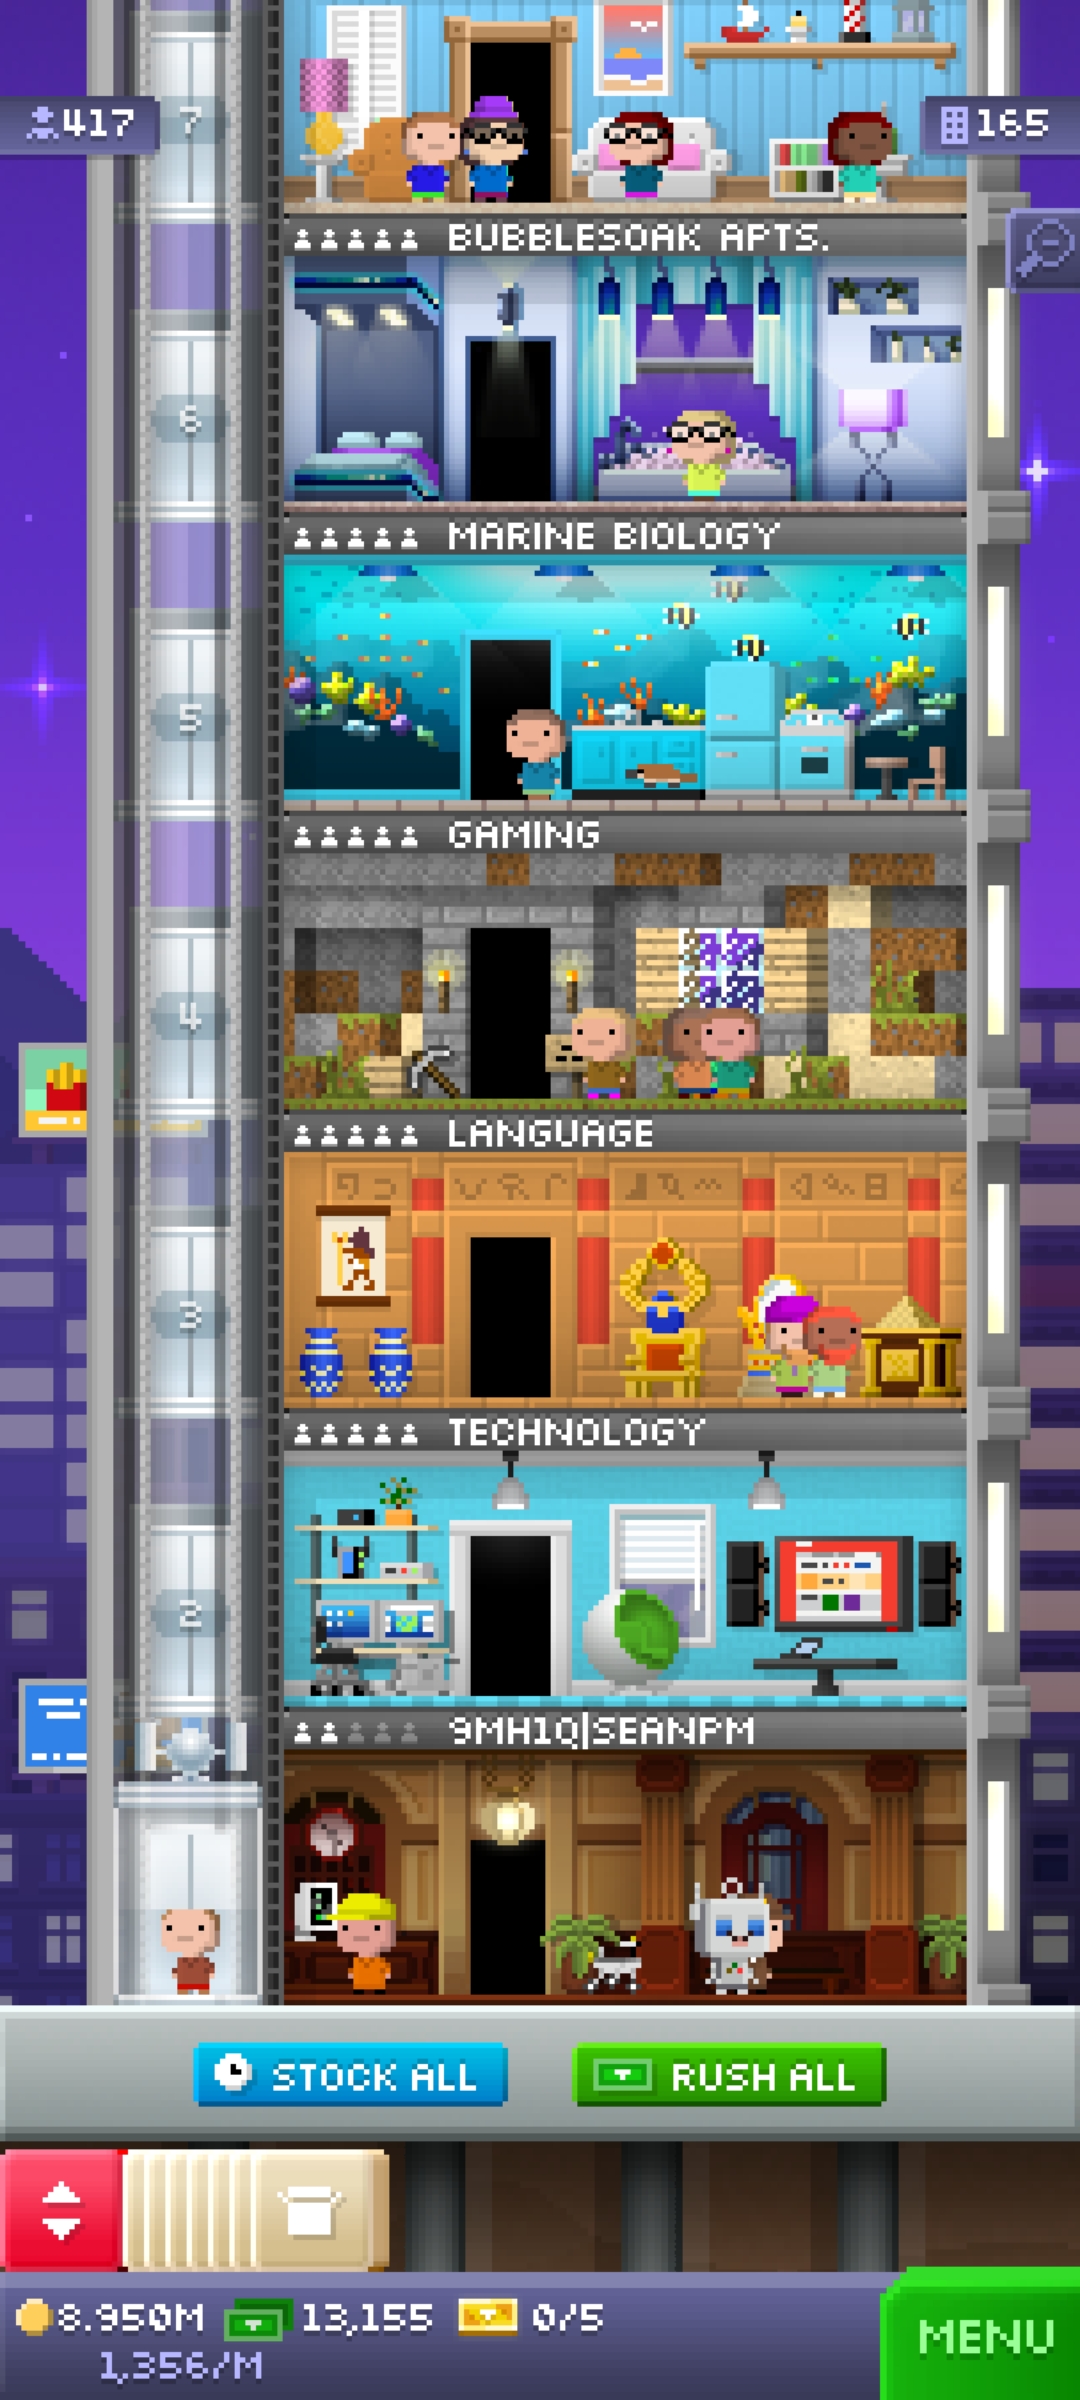 417
7
165
BUBBLESOAK APTS.
6
MARINE BIOLOGY
5
GAMING
4
LANGUAGE
3
TECHNOLOGY
2
9MH1Q|SEANPM
STOCK ALL
RUSH ALL
8.950M
13,155
0/5
1,356/M
MENU